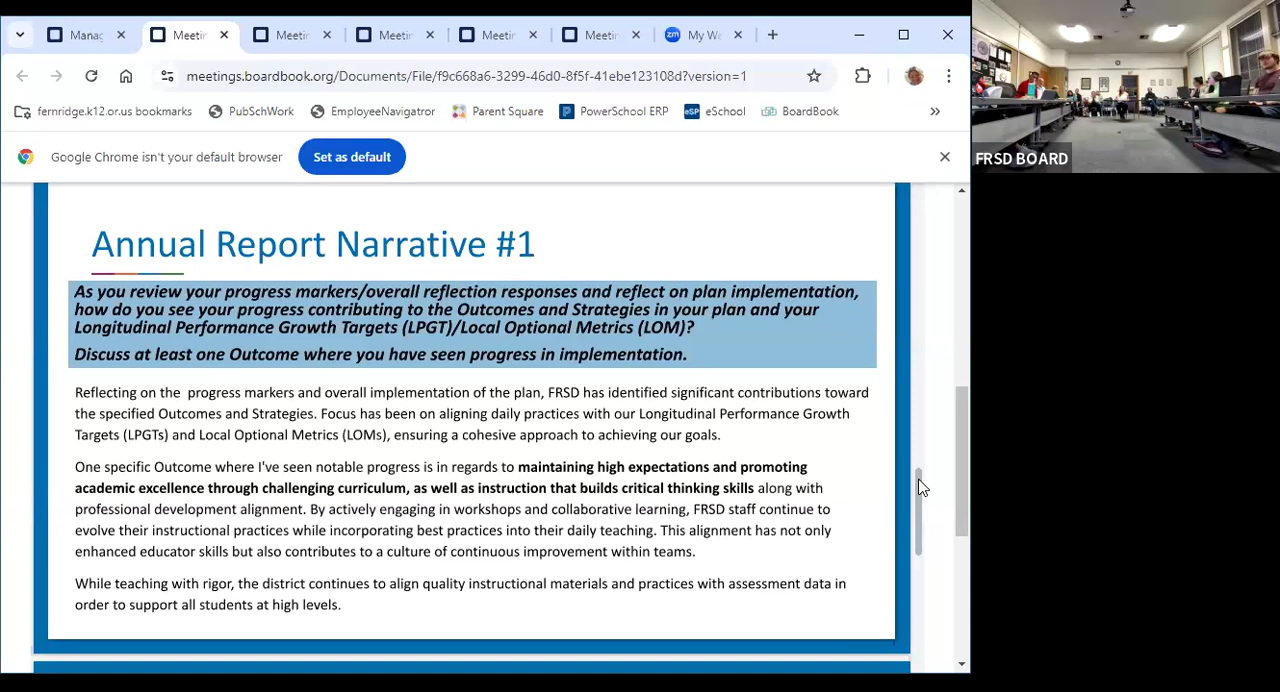 Manag
Meetin
Meetin
Meetin
Meetin
Meetin
zm My We
meetings.boardbook.org/Documents/File/f9c668a6-3299-46d0-8f5f-41ebe123108d?version=1
fernridge.k12.or.us bookmarks
PubSchWork
EmployeeNavigator
Parent Square
PowerSchool ERP
eSP eSchool
BoardBook
Google Chrome isn't your default browser
Set as default
FRSD BOARD
Annual Report Narrative #1
As you review your progress markers/overall reflection responses and reflect on plan implementation,
how do you see your progress contributing to the Outcomes and Strategies in your plan and your
Longitudinal Performance Growth Targets (LPGT)/Local Optional Metrics (LOM)?
Discuss at least one Outcome where you have seen progress in implementation.
Reflecting on the progress markers and overall implementation of the plan, FRSD has identified significant contributions toward
the specified Outcomes and Strategies. Focus has been on aligning daily practices with our Longitudinal Performance Growth
Targets (LPGTs) and Local Optional Metrics (LOMs), ensuring a cohesive approach to achieving our goals.
One specific Outcome where I've seen notable progress is in regards to maintaining high expectations and promoting
academic excellence through challenging curriculum, as well as instruction that builds critical thinking skills along with
professional development alignment. By actively engaging in workshops and collaborative learning, FRSD staff continue to
evolve their instructional practices while incorporating best practices into their daily teaching. This alignment has not only
enhanced educator skills but also contributes to a culture of continuous improvement within teams.
While teaching with rigor, the district continues to align quality instructional materials and practices with assessment data in
order to support all students at high levels.